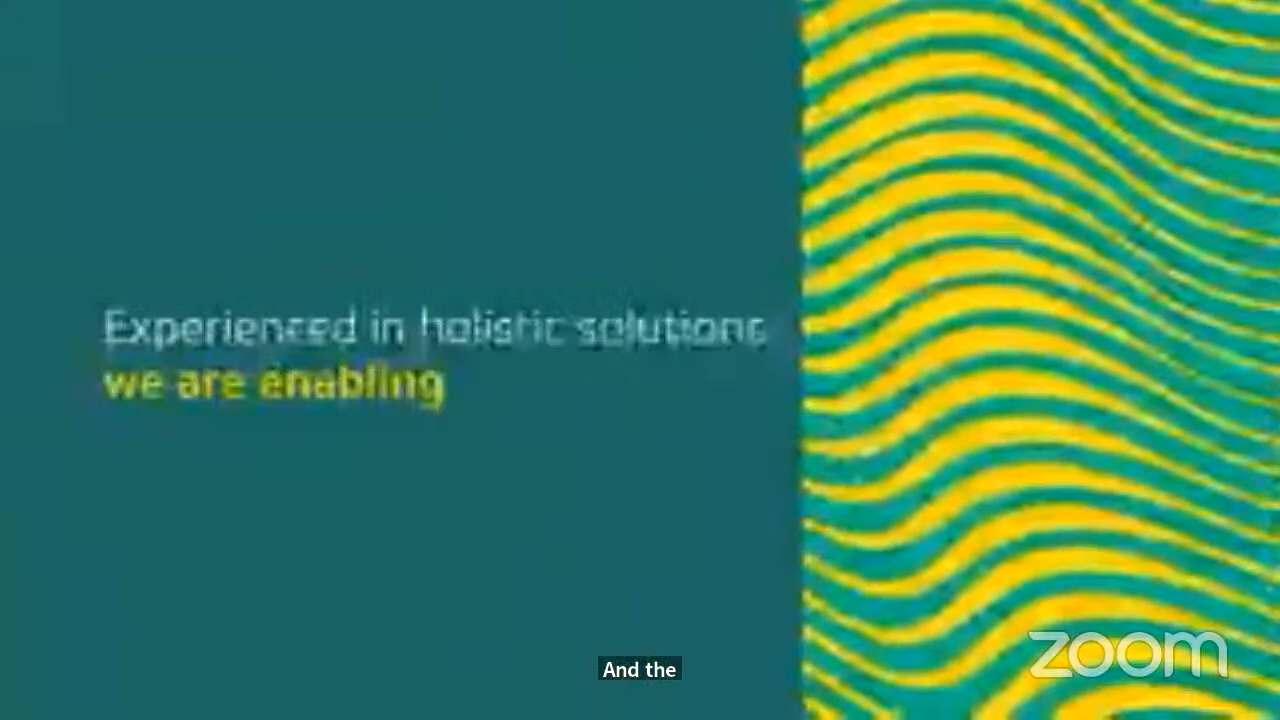 Experienced in holistic solutions
we are enabling
And the
zoom